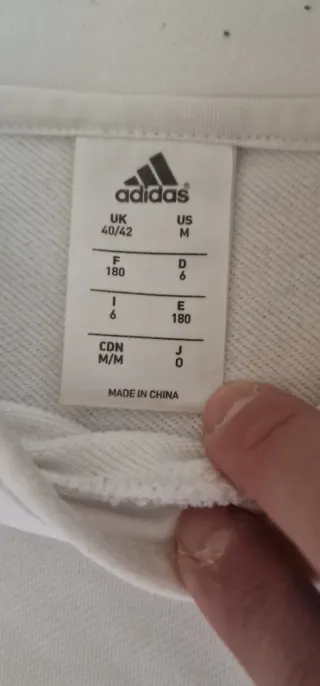 adidas®
UK US
40/42 M
F D
180 6
I E
6 180
CDN J
M/M O
MADE IN CHINA